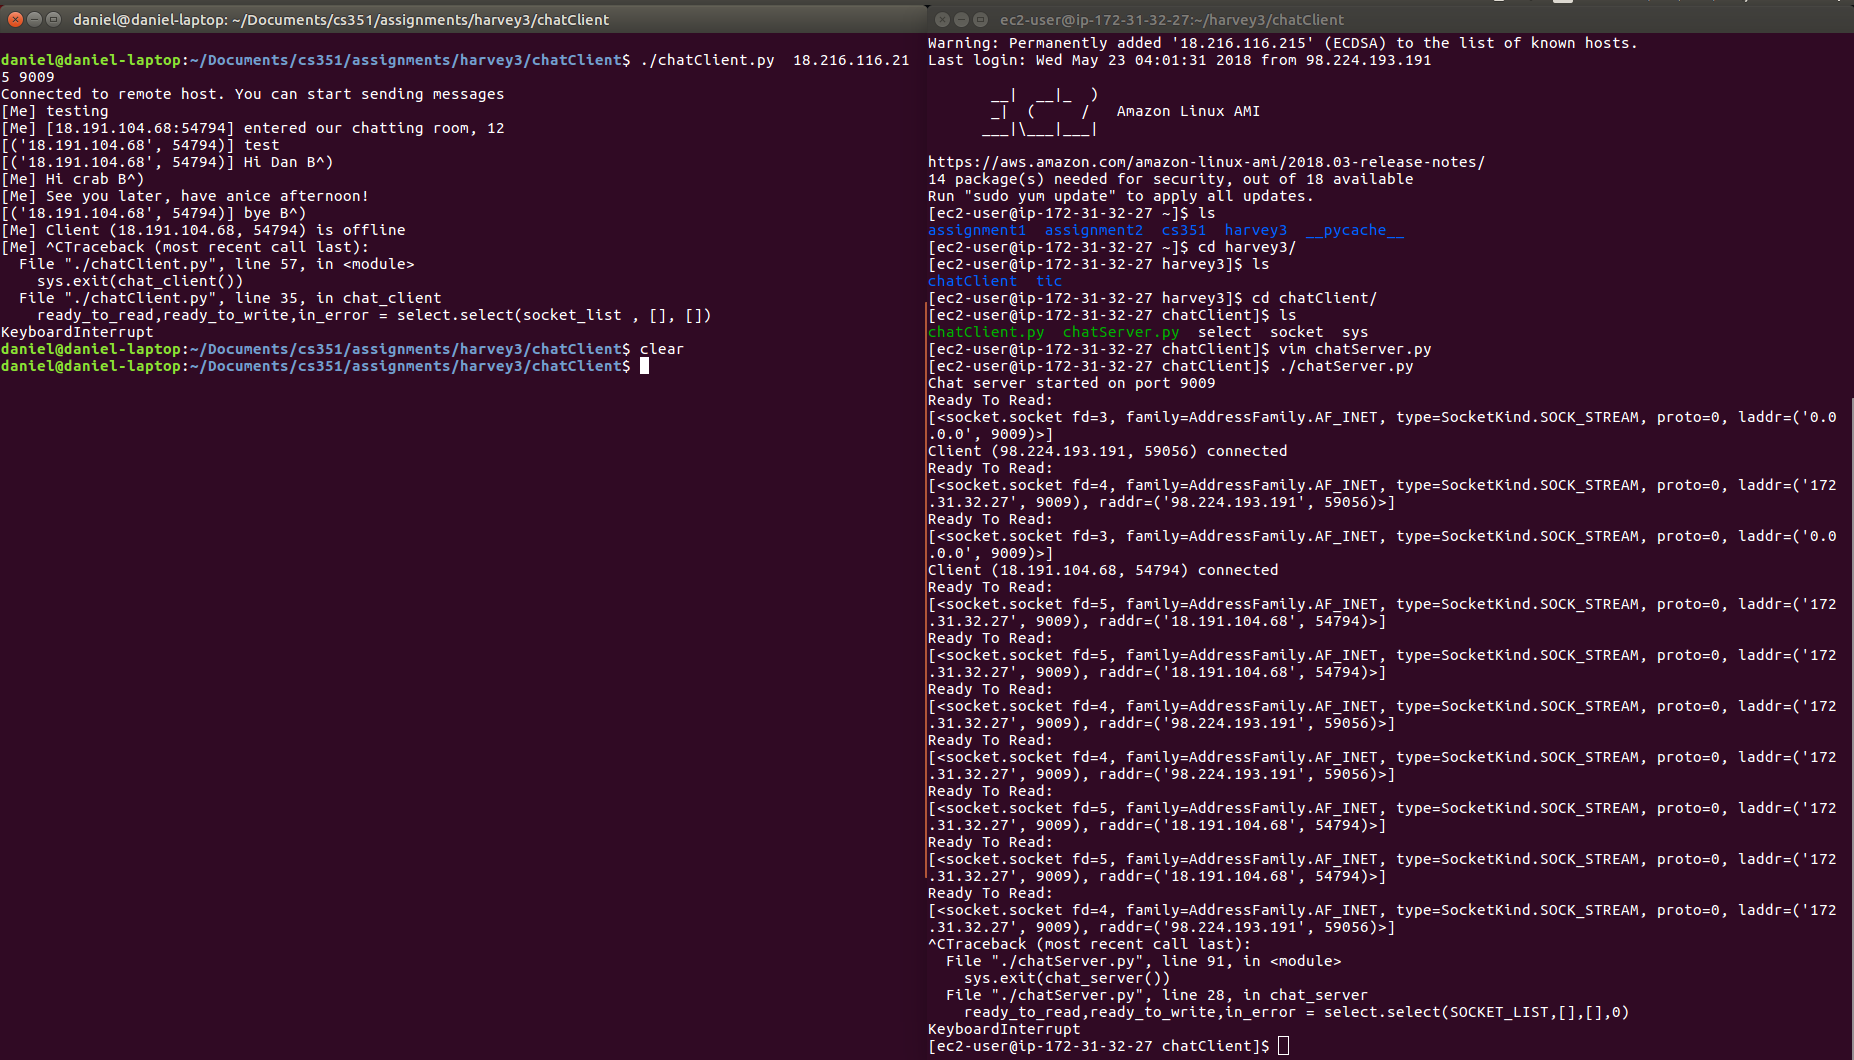 daniel@daniel-laptop: ~/Documents/cs351/assignments/harvey3/chatClient
daniel@daniel-laptop:~/Documents/cs351/assignments/harvey3/chatClient$ ./chatClient.py  18.216.116.21
5 9009
Connected to remote host. You can start sending messages
[Me] testing
[Me] [18.191.104.68:54794] entered our chatting room, 12
[('18.191.104.68', 54794)] test
[('18.191.104.68', 54794)] Hi Dan B^)
[Me] Hi crab B^)
[Me] See you later, have anice afternoon!
[('18.191.104.68', 54794)] bye B^)
[Me] Client (18.191.104.68, 54794) is offline
[Me] ^CTraceback (most recent call last):
  File "./chatClient.py", line 57, in <module>
    sys.exit(chat_client())
  File "./chatClient.py", line 35, in chat_client
    ready_to_read,ready_to_write,in_error = select.select(socket_list , [], [])
KeyboardInterrupt
daniel@daniel-laptop:~/Documents/cs351/assignments/harvey3/chatClient$ clear
daniel@daniel-laptop:~/Documents/cs351/assignments/harvey3/chatClient$
ec2-user@ip-172-31-32-27:~/harvey3/chatClient
Warning: Permanently added '18.216.116.215' (ECDSA) to the list of known hosts.
Last login: Wed May 23 04:01:31 2018 from 98.224.193.191
       __|  __|_  )
       _|  (     /   Amazon Linux AMI
      ___|\___|___|
https://aws.amazon.com/amazon-linux-ami/2018.03-release-notes/
14 package(s) needed for security, out of 18 available
Run "sudo yum update" to apply all updates.
[ec2-user@ip-172-31-32-27 ~]$ ls
assignment1  assignment2  cs351  harvey3  __pycache__
[ec2-user@ip-172-31-32-27 ~]$ cd harvey3/
[ec2-user@ip-172-31-32-27 harvey3]$ ls
chatClient  tic
[ec2-user@ip-172-31-32-27 harvey3]$ cd chatClient/
[ec2-user@ip-172-31-32-27 chatClient]$ ls
chatClient.py  chatServer.py  select  socket  sys
[ec2-user@ip-172-31-32-27 chatClient]$ vim chatServer.py
[ec2-user@ip-172-31-32-27 chatClient]$ ./chatServer.py
Chat server started on port 9009
Ready To Read:
[<socket.socket fd=3, family=AddressFamily.AF_INET, type=SocketKind.SOCK_STREAM, proto=0, laddr=('0.0
.0.0', 9009)>]
Client (98.224.193.191, 59056) connected
Ready To Read:
[<socket.socket fd=4, family=AddressFamily.AF_INET, type=SocketKind.SOCK_STREAM, proto=0, laddr=('172
.31.32.27', 9009), raddr=('98.224.193.191', 59056)>]
Ready To Read:
[<socket.socket fd=3, family=AddressFamily.AF_INET, type=SocketKind.SOCK_STREAM, proto=0, laddr=('0.0
.0.0', 9009)>]
Client (18.191.104.68, 54794) connected
Ready To Read:
[<socket.socket fd=5, family=AddressFamily.AF_INET, type=SocketKind.SOCK_STREAM, proto=0, laddr=('172
.31.32.27', 9009), raddr=('18.191.104.68', 54794)>]
Ready To Read:
[<socket.socket fd=5, family=AddressFamily.AF_INET, type=SocketKind.SOCK_STREAM, proto=0, laddr=('172
.31.32.27', 9009), raddr=('18.191.104.68', 54794)>]
Ready To Read:
[<socket.socket fd=4, family=AddressFamily.AF_INET, type=SocketKind.SOCK_STREAM, proto=0, laddr=('172
.31.32.27', 9009), raddr=('98.224.193.191', 59056)>]
Ready To Read:
[<socket.socket fd=4, family=AddressFamily.AF_INET, type=SocketKind.SOCK_STREAM, proto=0, laddr=('172
.31.32.27', 9009), raddr=('98.224.193.191', 59056)>]
Ready To Read:
[<socket.socket fd=5, family=AddressFamily.AF_INET, type=SocketKind.SOCK_STREAM, proto=0, laddr=('172
.31.32.27', 9009), raddr=('18.191.104.68', 54794)>]
Ready To Read:
[<socket.socket fd=5, family=AddressFamily.AF_INET, type=SocketKind.SOCK_STREAM, proto=0, laddr=('172
.31.32.27', 9009), raddr=('18.191.104.68', 54794)>]
Ready To Read:
[<socket.socket fd=4, family=AddressFamily.AF_INET, type=SocketKind.SOCK_STREAM, proto=0, laddr=('172
.31.32.27', 9009), raddr=('98.224.193.191', 59056)>]
^CTraceback (most recent call last):
  File "./chatServer.py", line 91, in <module>
    sys.exit(chat_server())
  File "./chatServer.py", line 28, in chat_server
    ready_to_read,ready_to_write,in_error = select.select(SOCKET_LIST,[],[],0)
KeyboardInterrupt
[ec2-user@ip-172-31-32-27 chatClient]$